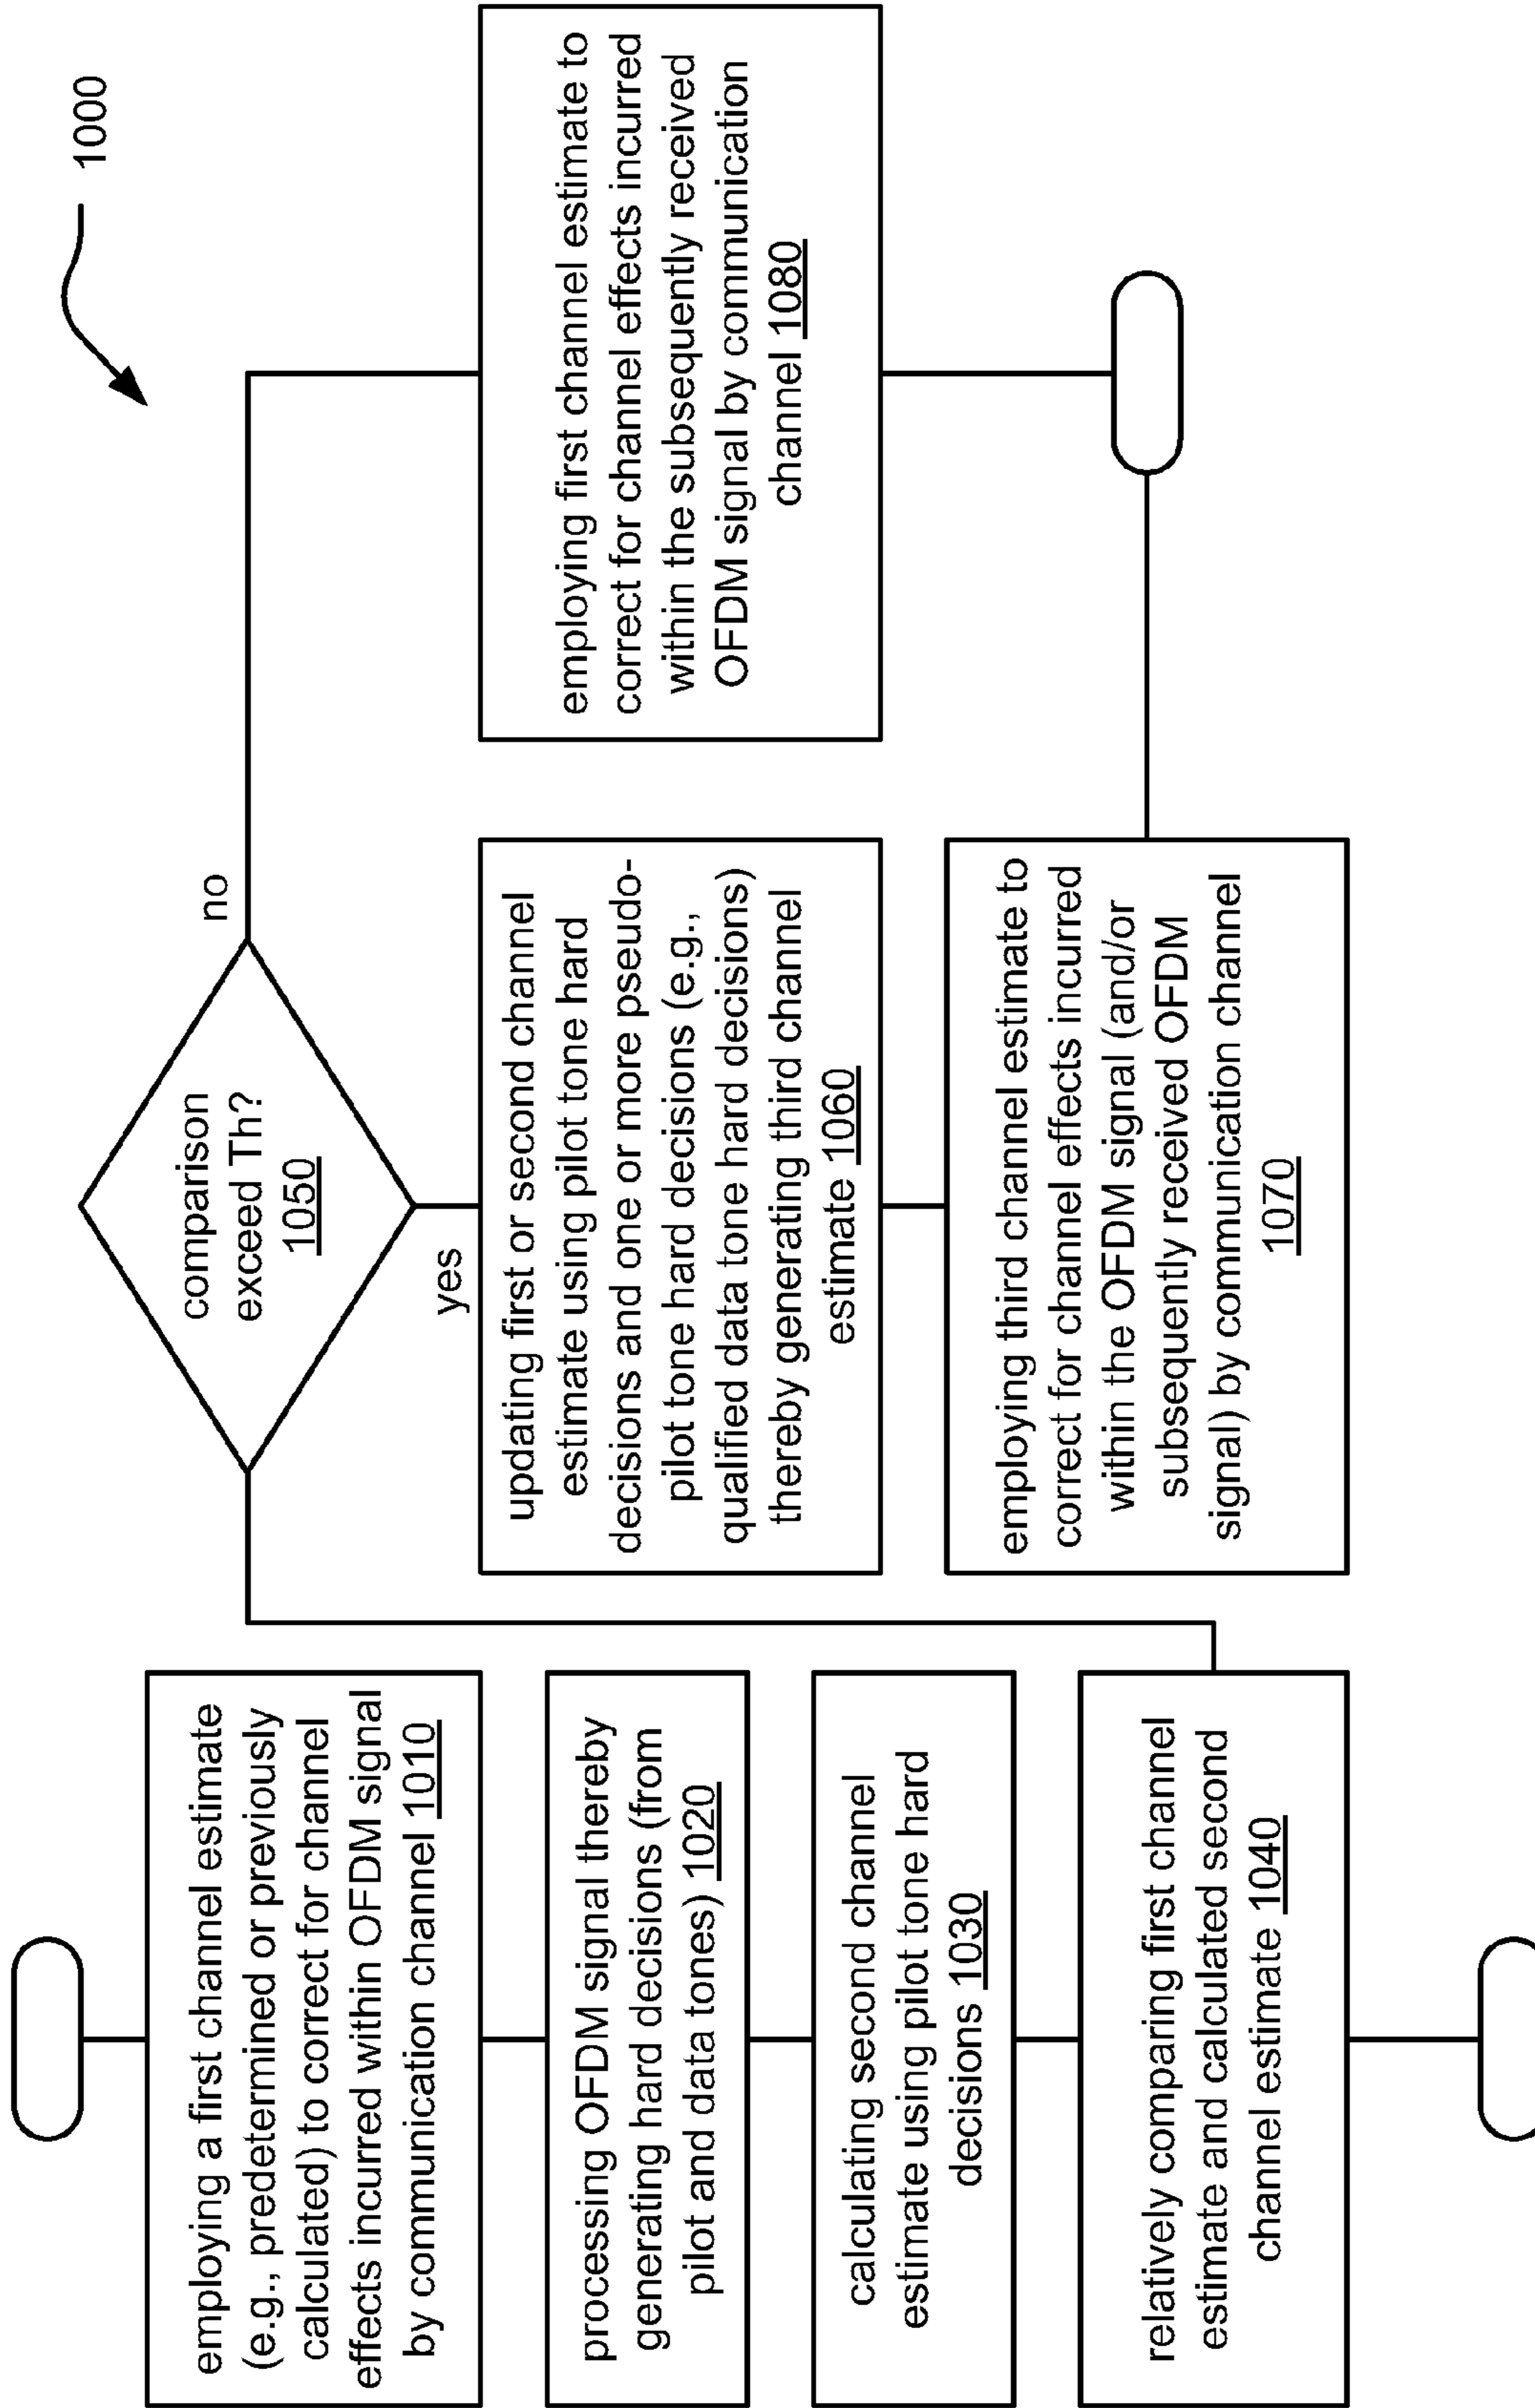 1000
employing a first channel estimate
(e.g., predetermined or previously
calculated) to correct for channel
effects incurred within OFDM signal
by communication channel 1010
processing OFDM signal thereby
generating hard decisions (from
pilot and data tones) 1020
calculating second channel
estimate using pilot tone hard
decisions 1030
relatively comparing first channel
estimate and calculated second
channel estimate 1040
comparison
exceed Th?
1050
yes
no
updating first or second channel
estimate using pilot tone hard
decisions and one or more pseudo-
pilot tone hard decisions (e.g.,
qualified data tone hard decisions)
thereby generating third channel
estimate 1060
employing third channel estimate to
correct for channel effects incurred
within the OFDM signal (and/or
subsequently received OFDM
signal) by communication channel
1070
employing first channel estimate to
correct for channel effects incurred
within the subsequently received
OFDM signal by communication
channel 1080